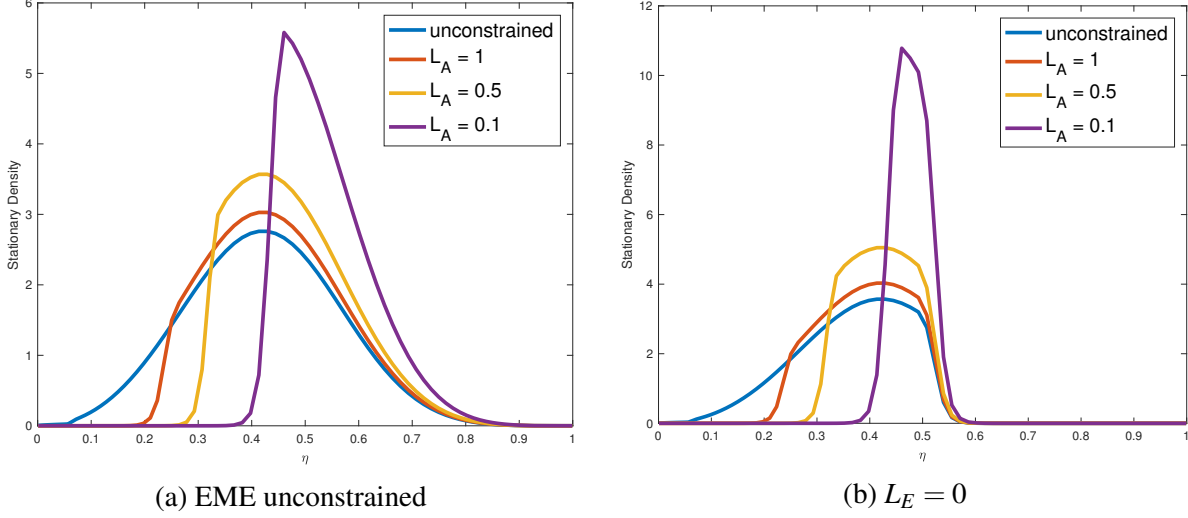 6
5
4
3
2
1
0
0
0.1
0.2
0.3
0.4
0.5
0.6
0.7
0.8
0.9
1
η
Stationary Density
unconstrained
L_A = 1
L_A = 0.5
L_A = 0.1
(a) EME unconstrained
12
10
8
6
4
2
0
0
0.1
0.2
0.3
0.4
0.5
0.6
0.7
0.8
0.9
1
η
Stationary Density
unconstrained
L_A = 1
L_A = 0.5
L_A = 0.1
(b) L_E = 0